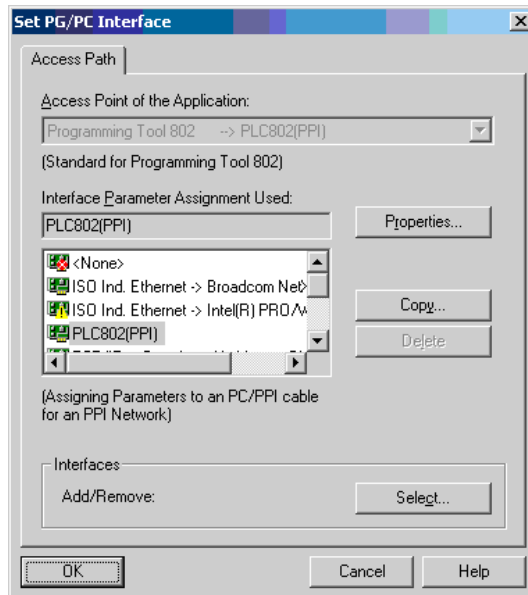 Set PG/PC Interface
Access Path
Access Point of the Application:
Programming Tool 802 --> PLC802(PPI)
(Standard for Programming Tool 802)
Interface Parameter Assignment Used:
PLC802(PPI)
Properties...
<None>
ISO Ind. Ethernet -> Broadcom Net
ISO Ind. Ethernet -> Intel(R) PRO/
PLC802(PPI)
Copy...
Delete
(Assigning Parameters to an PC/PPI cable
for an PPI Network)
Interfaces
Add/Remove:
Select...
OK
Cancel
Help